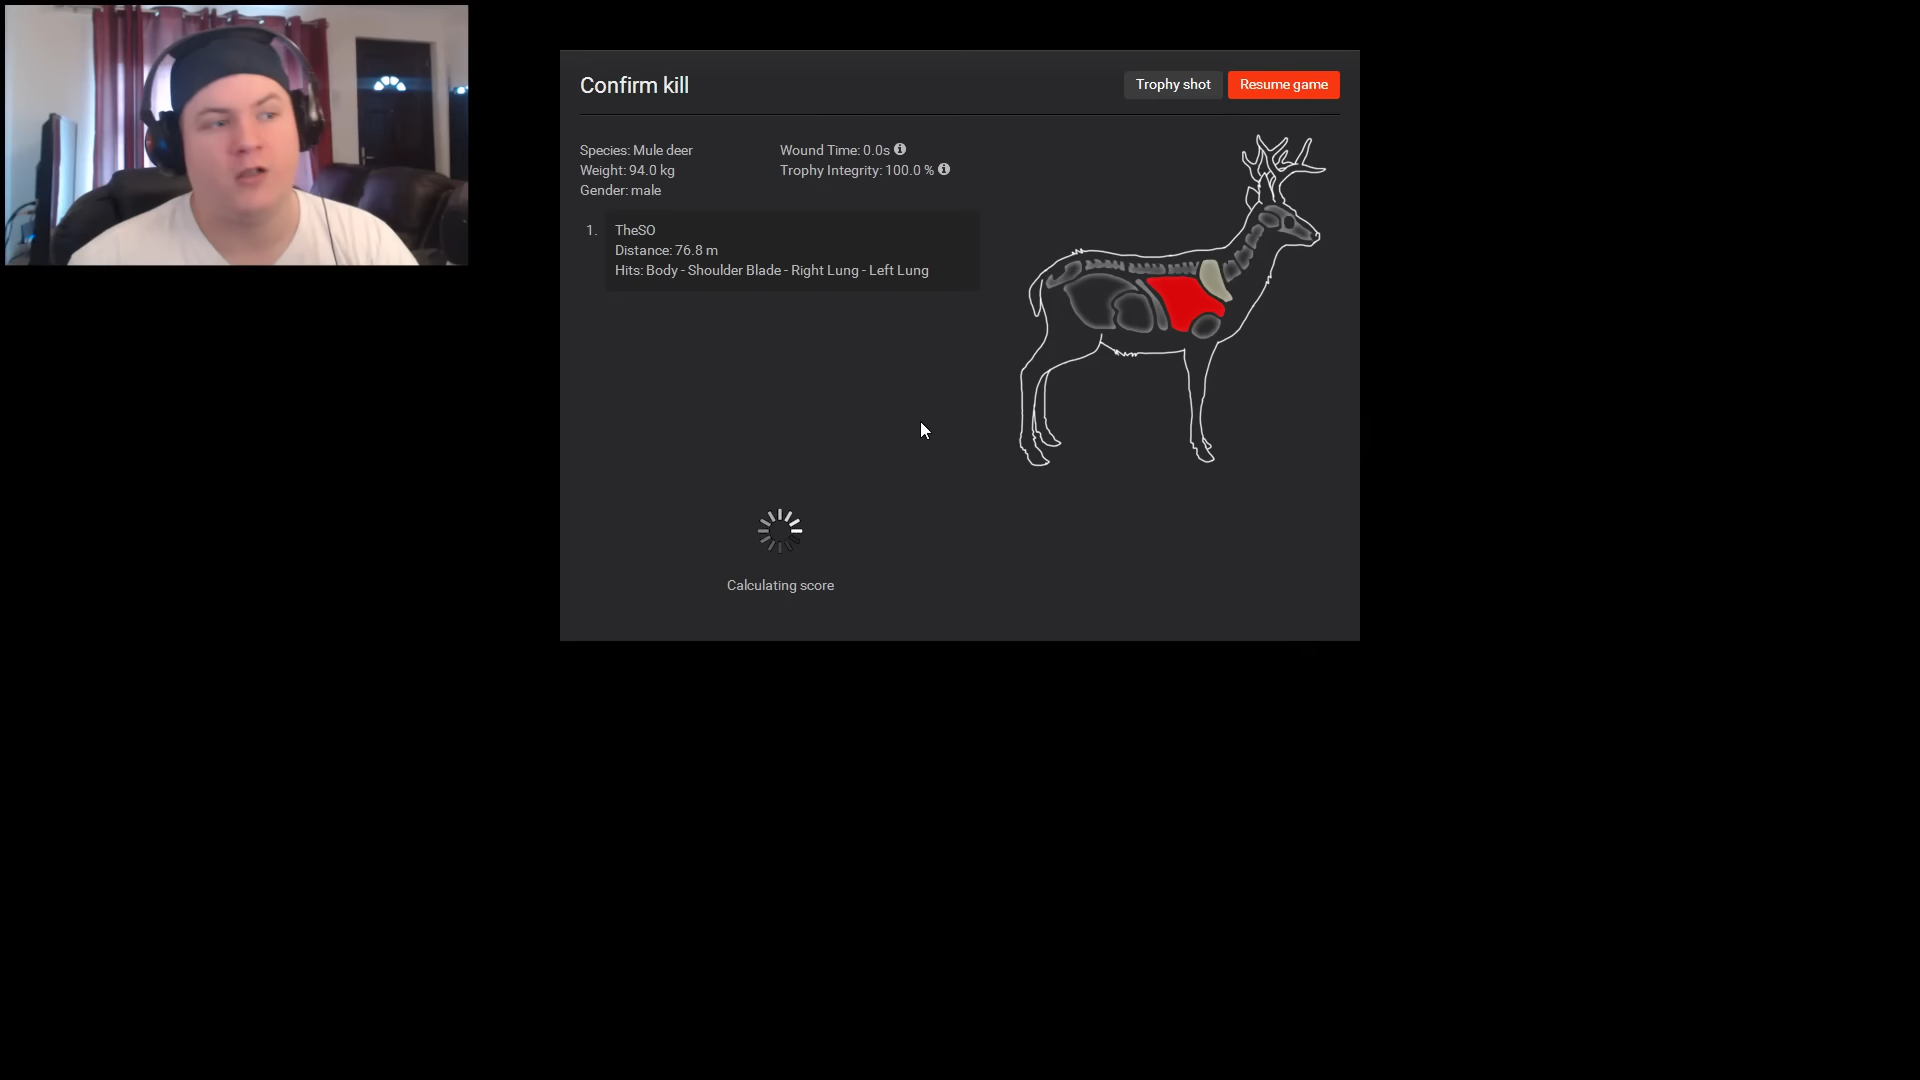 Confirm kill
Trophy shot
Resume game
Species: Mule deer
Weight: 94.0 kg
Gender: male
Wound Time: 0.0s
Trophy Integrity: 100.0 %
1.
TheSO
Distance: 76.8 m
Hits: Body - Shoulder Blade - Right Lung - Left Lung
Calculating score